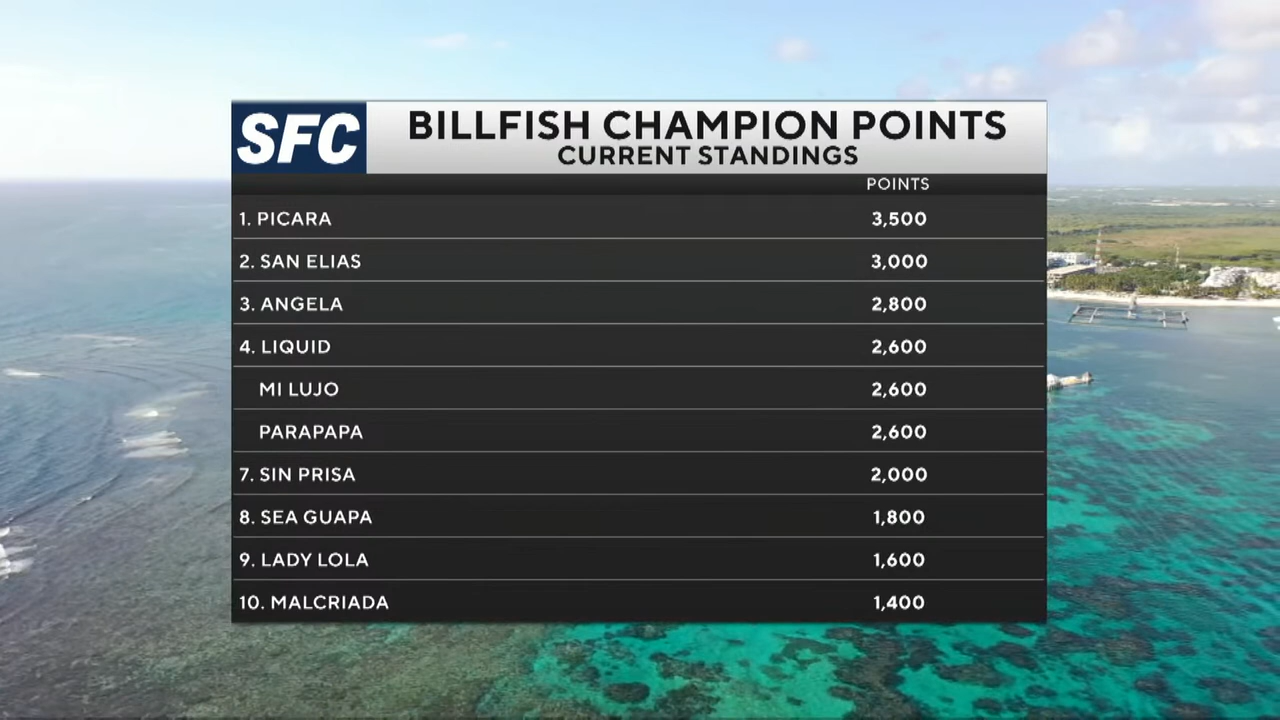 SFC
BILLFISH CHAMPION POINTS
CURRENT STANDINGS
POINTS
1. PICARA 3,500
2. SAN ELIAS 3,000
3. ANGELA 2,800
4. LIQUID 2,600
MI LUJO 2,600
PARAPAPA 2,600
7. SIN PRISA 2,000
8. SEA GUAPA 1,800
9. LADY LOLA 1,600
10. MALCRIADA 1,400